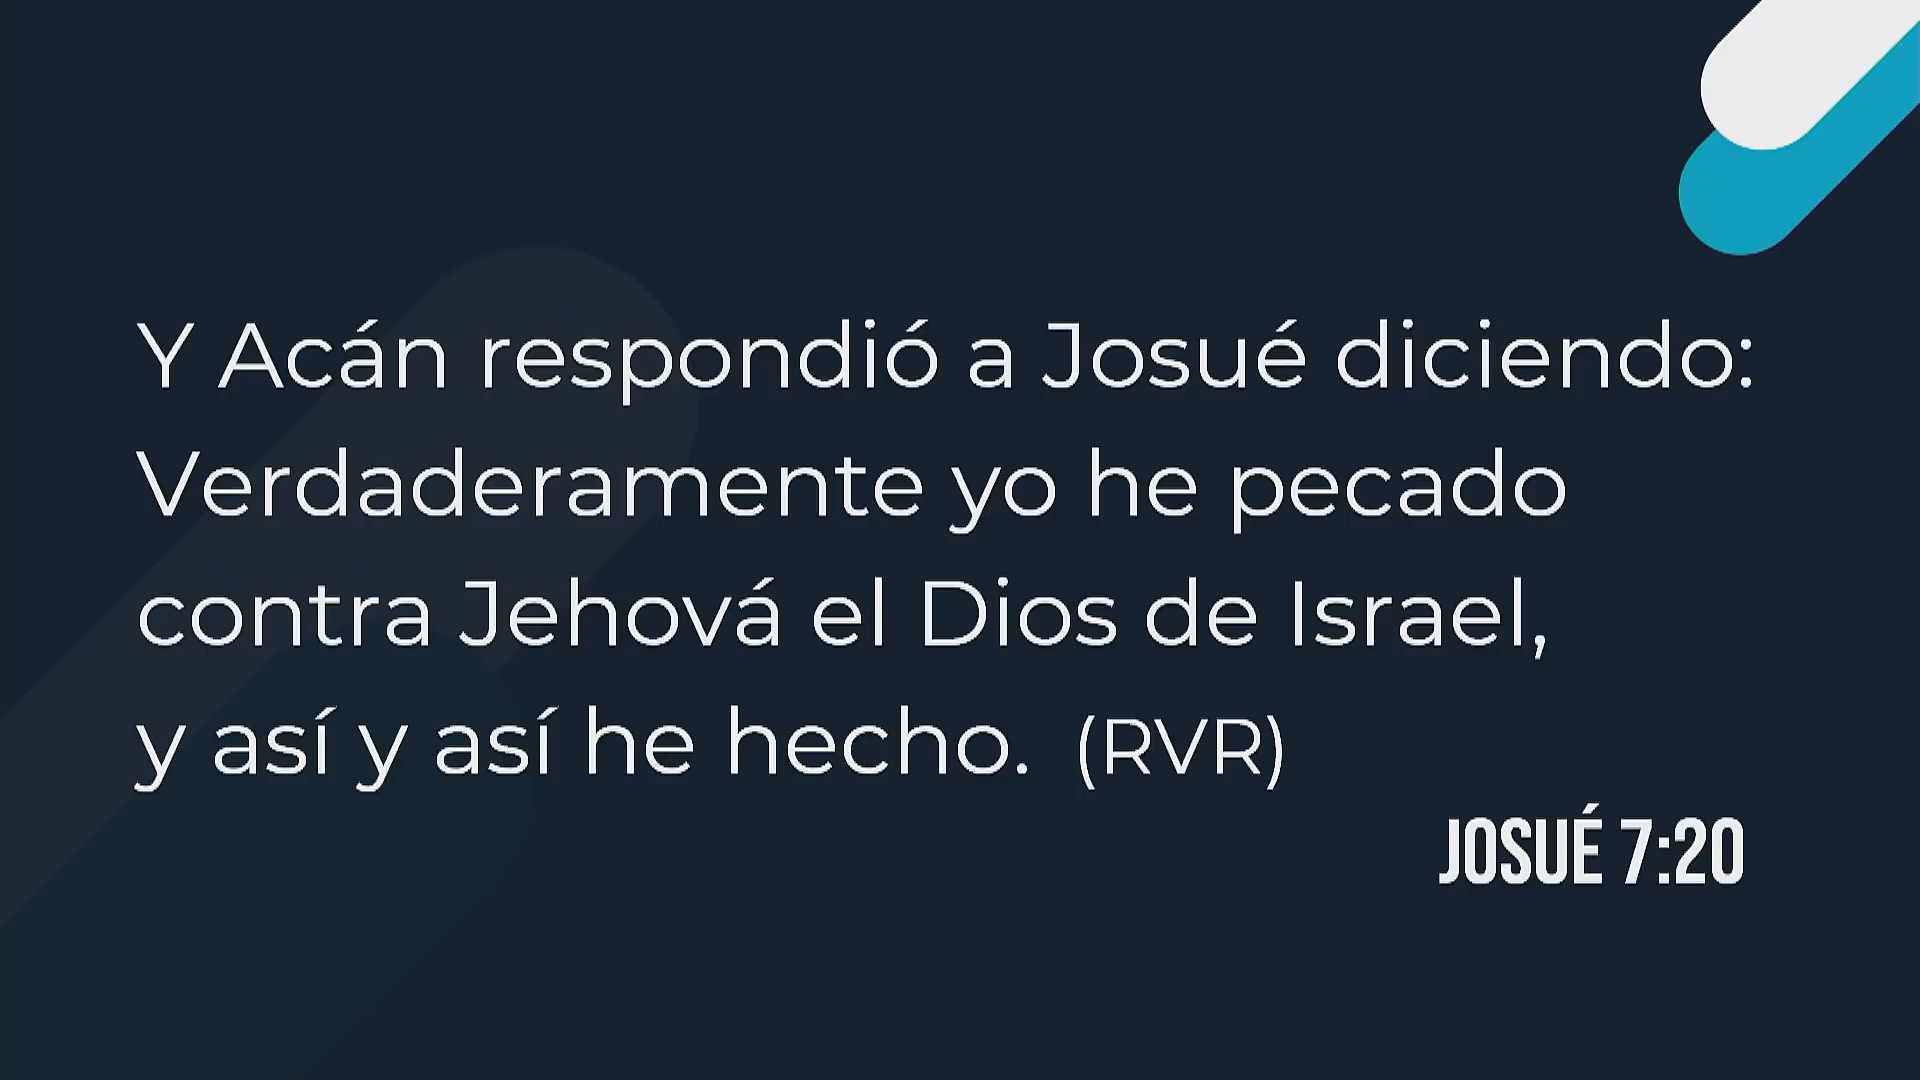 Y Acán respondió a Josué diciendo:
Verdaderamente yo he pecado
contra Jehová el Dios de Israel,
y así y así he hecho. (RVR)
JOSUÉ 7:20